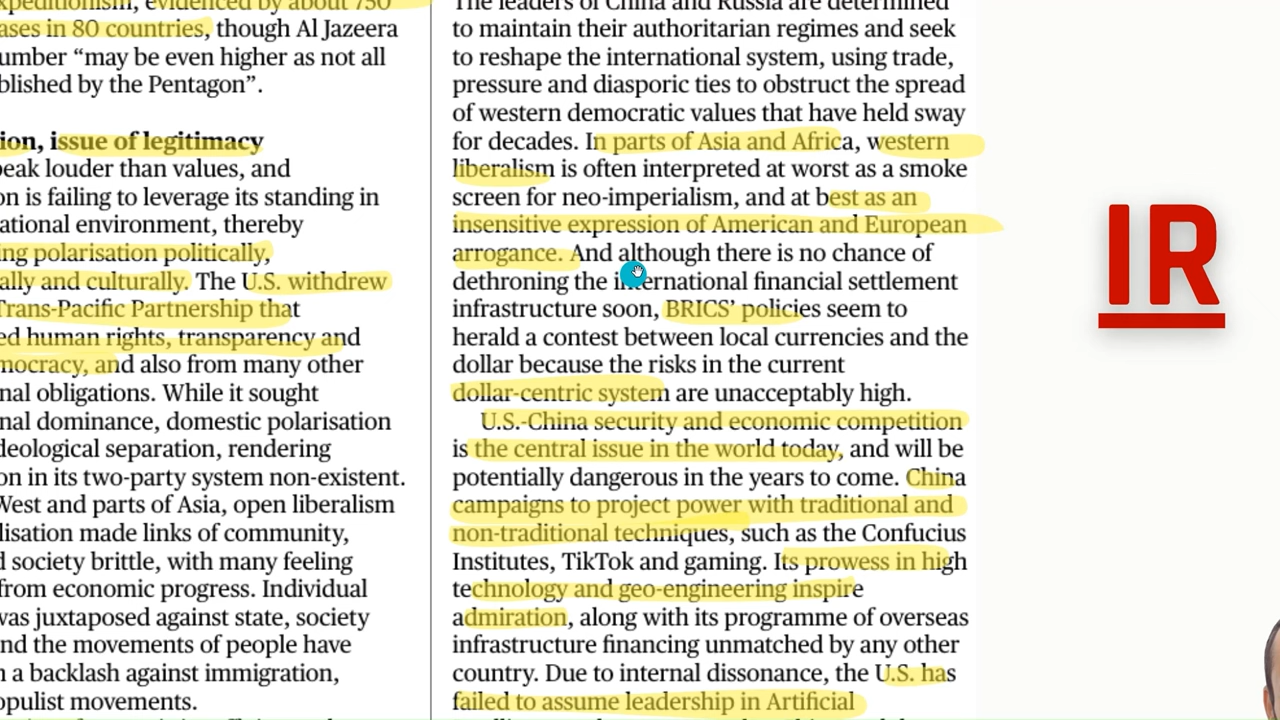 expeditionism, evidenced by about 750
ases in 80 countries, though Al Jazeera
umber “may be even higher as not all
blished by the Pentagon”.
ion, issue of legitimacy
eak louder than values, and
on is failing to leverage its standing in
ational environment, thereby
ing polarisation politically,
ally and culturally. The U.S. withdrew
Trans-Pacific Partnership that
ed human rights, transparency and
mocracy, and also from many other
nal obligations. While it sought
nal dominance, domestic polarisation
deological separation, rendering
on in its two-party system non-existent.
West and parts of Asia, open liberalism
lisation made links of community,
d society brittle, with many feeling
from economic progress. Individual
was juxtaposed against state, society
nd the movements of people have
n a backlash against immigration,
opulist movements.
The leaders of China and Russia are determined
to maintain their authoritarian regimes and seek
to reshape the international system, using trade,
pressure and diasporic ties to obstruct the spread
of western democratic values that have held sway
for decades. In parts of Asia and Africa, western
liberalism is often interpreted at worst as a smoke
screen for neo-imperialism, and at best as an
insensitive expression of American and European
arrogance. And although there is no chance of
dethroning the international financial settlement
infrastructure soon, BRICS’ policies seem to
herald a contest between local currencies and the
dollar because the risks in the current
dollar-centric system are unacceptably high.
U.S.-China security and economic competition
is the central issue in the world today, and will be
potentially dangerous in the years to come. China
campaigns to project power with traditional and
non-traditional techniques, such as the Confucius
Institutes, TikTok and gaming. Its prowess in high
technology and geo-engineering inspire
admiration, along with its programme of overseas
infrastructure financing unmatched by any other
country. Due to internal dissonance, the U.S. has
failed to assume leadership in Artificial
IR